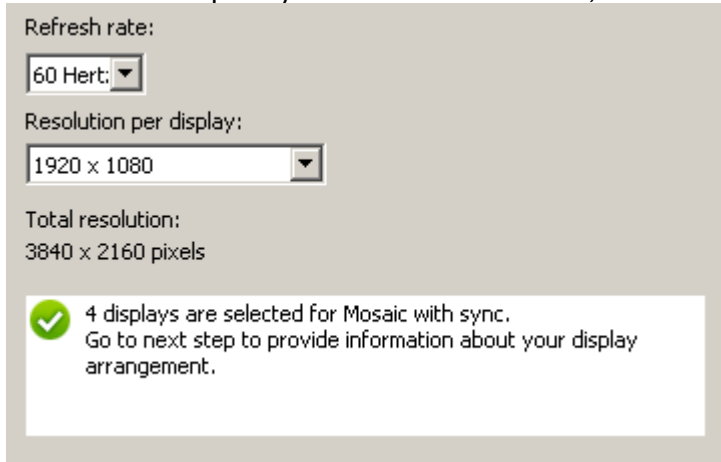 Refresh rate:
60 Hert:
Resolution per display:
1920 x 1080
Total resolution:
3840 x 2160 pixels
4 displays are selected for Mosaic with sync.
Go to next step to provide information about your display
arrangement.